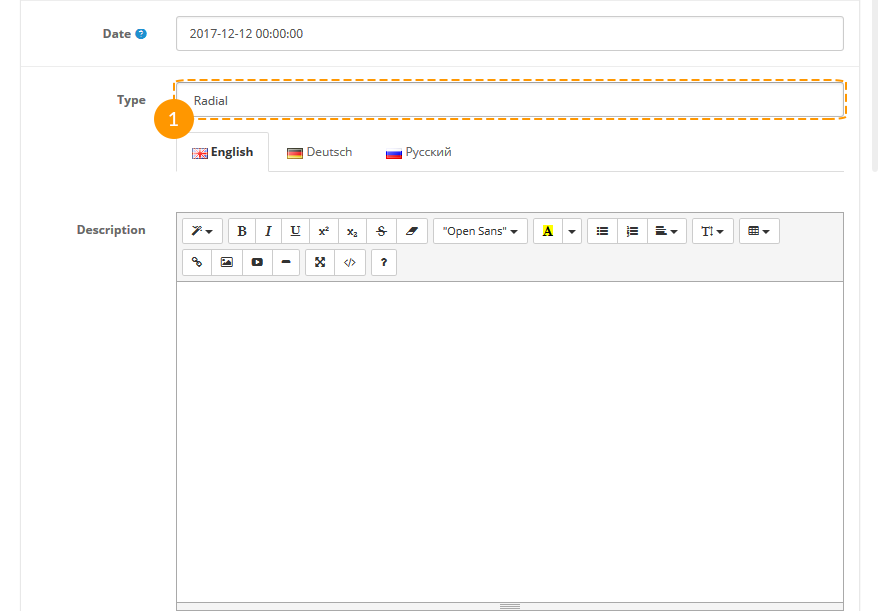 Date ?
2017-12-12 00:00:00
Type
Radial
1
English Deutsch Русский
Description
B I U x² x₂ S "Open Sans" A T
</> ?